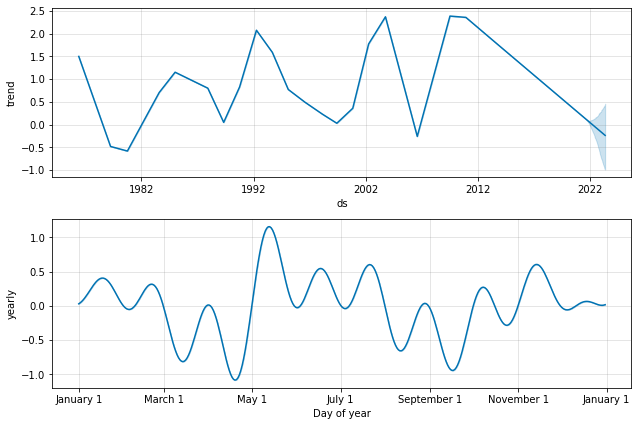 2.5
2.0
1.5
1.0
0.5
0.0
−0.5
−1.0
trend
1982 1992 2002 2012 2022
ds
1.0
0.5
0.0
−0.5
−1.0
yearly
January 1 March 1 May 1 July 1 September 1 November 1 January 1
Day of year